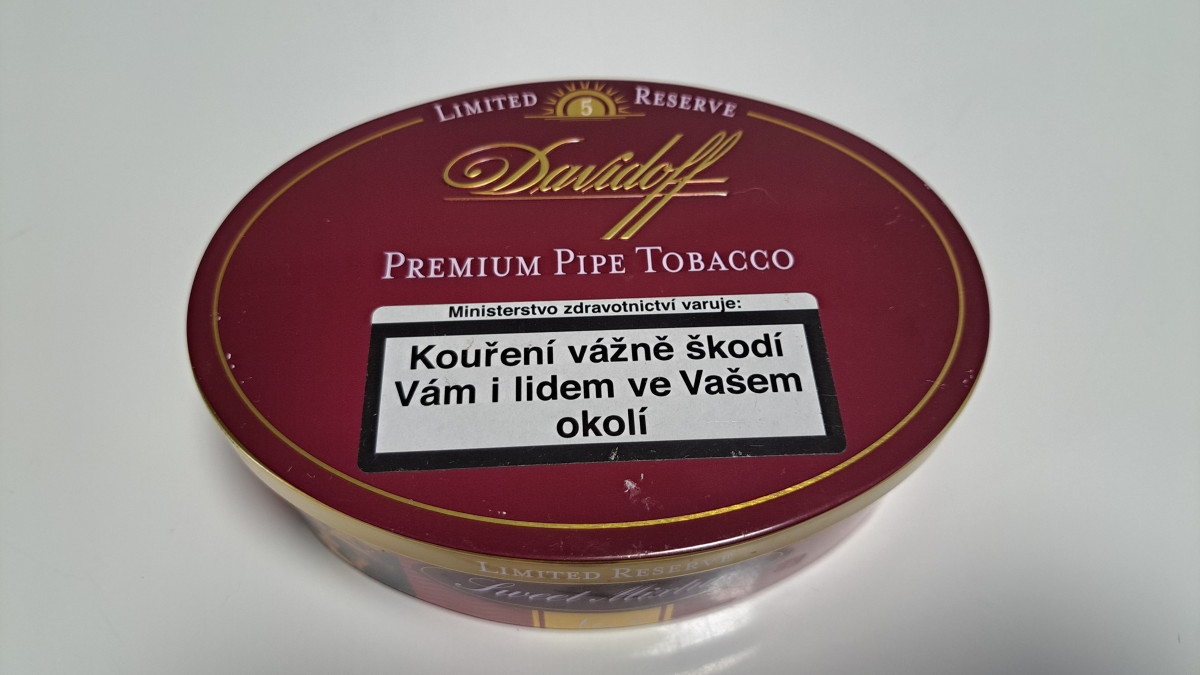 LIMITED 5 RESERVE
Davidoff
PREMIUM PIPE TOBACCO
Ministerstvo zdravotnictví varuje:
Kouření vážně škodí
Vám i lidem ve Vašem
okolí
LIMITED RESERVE
Sweet